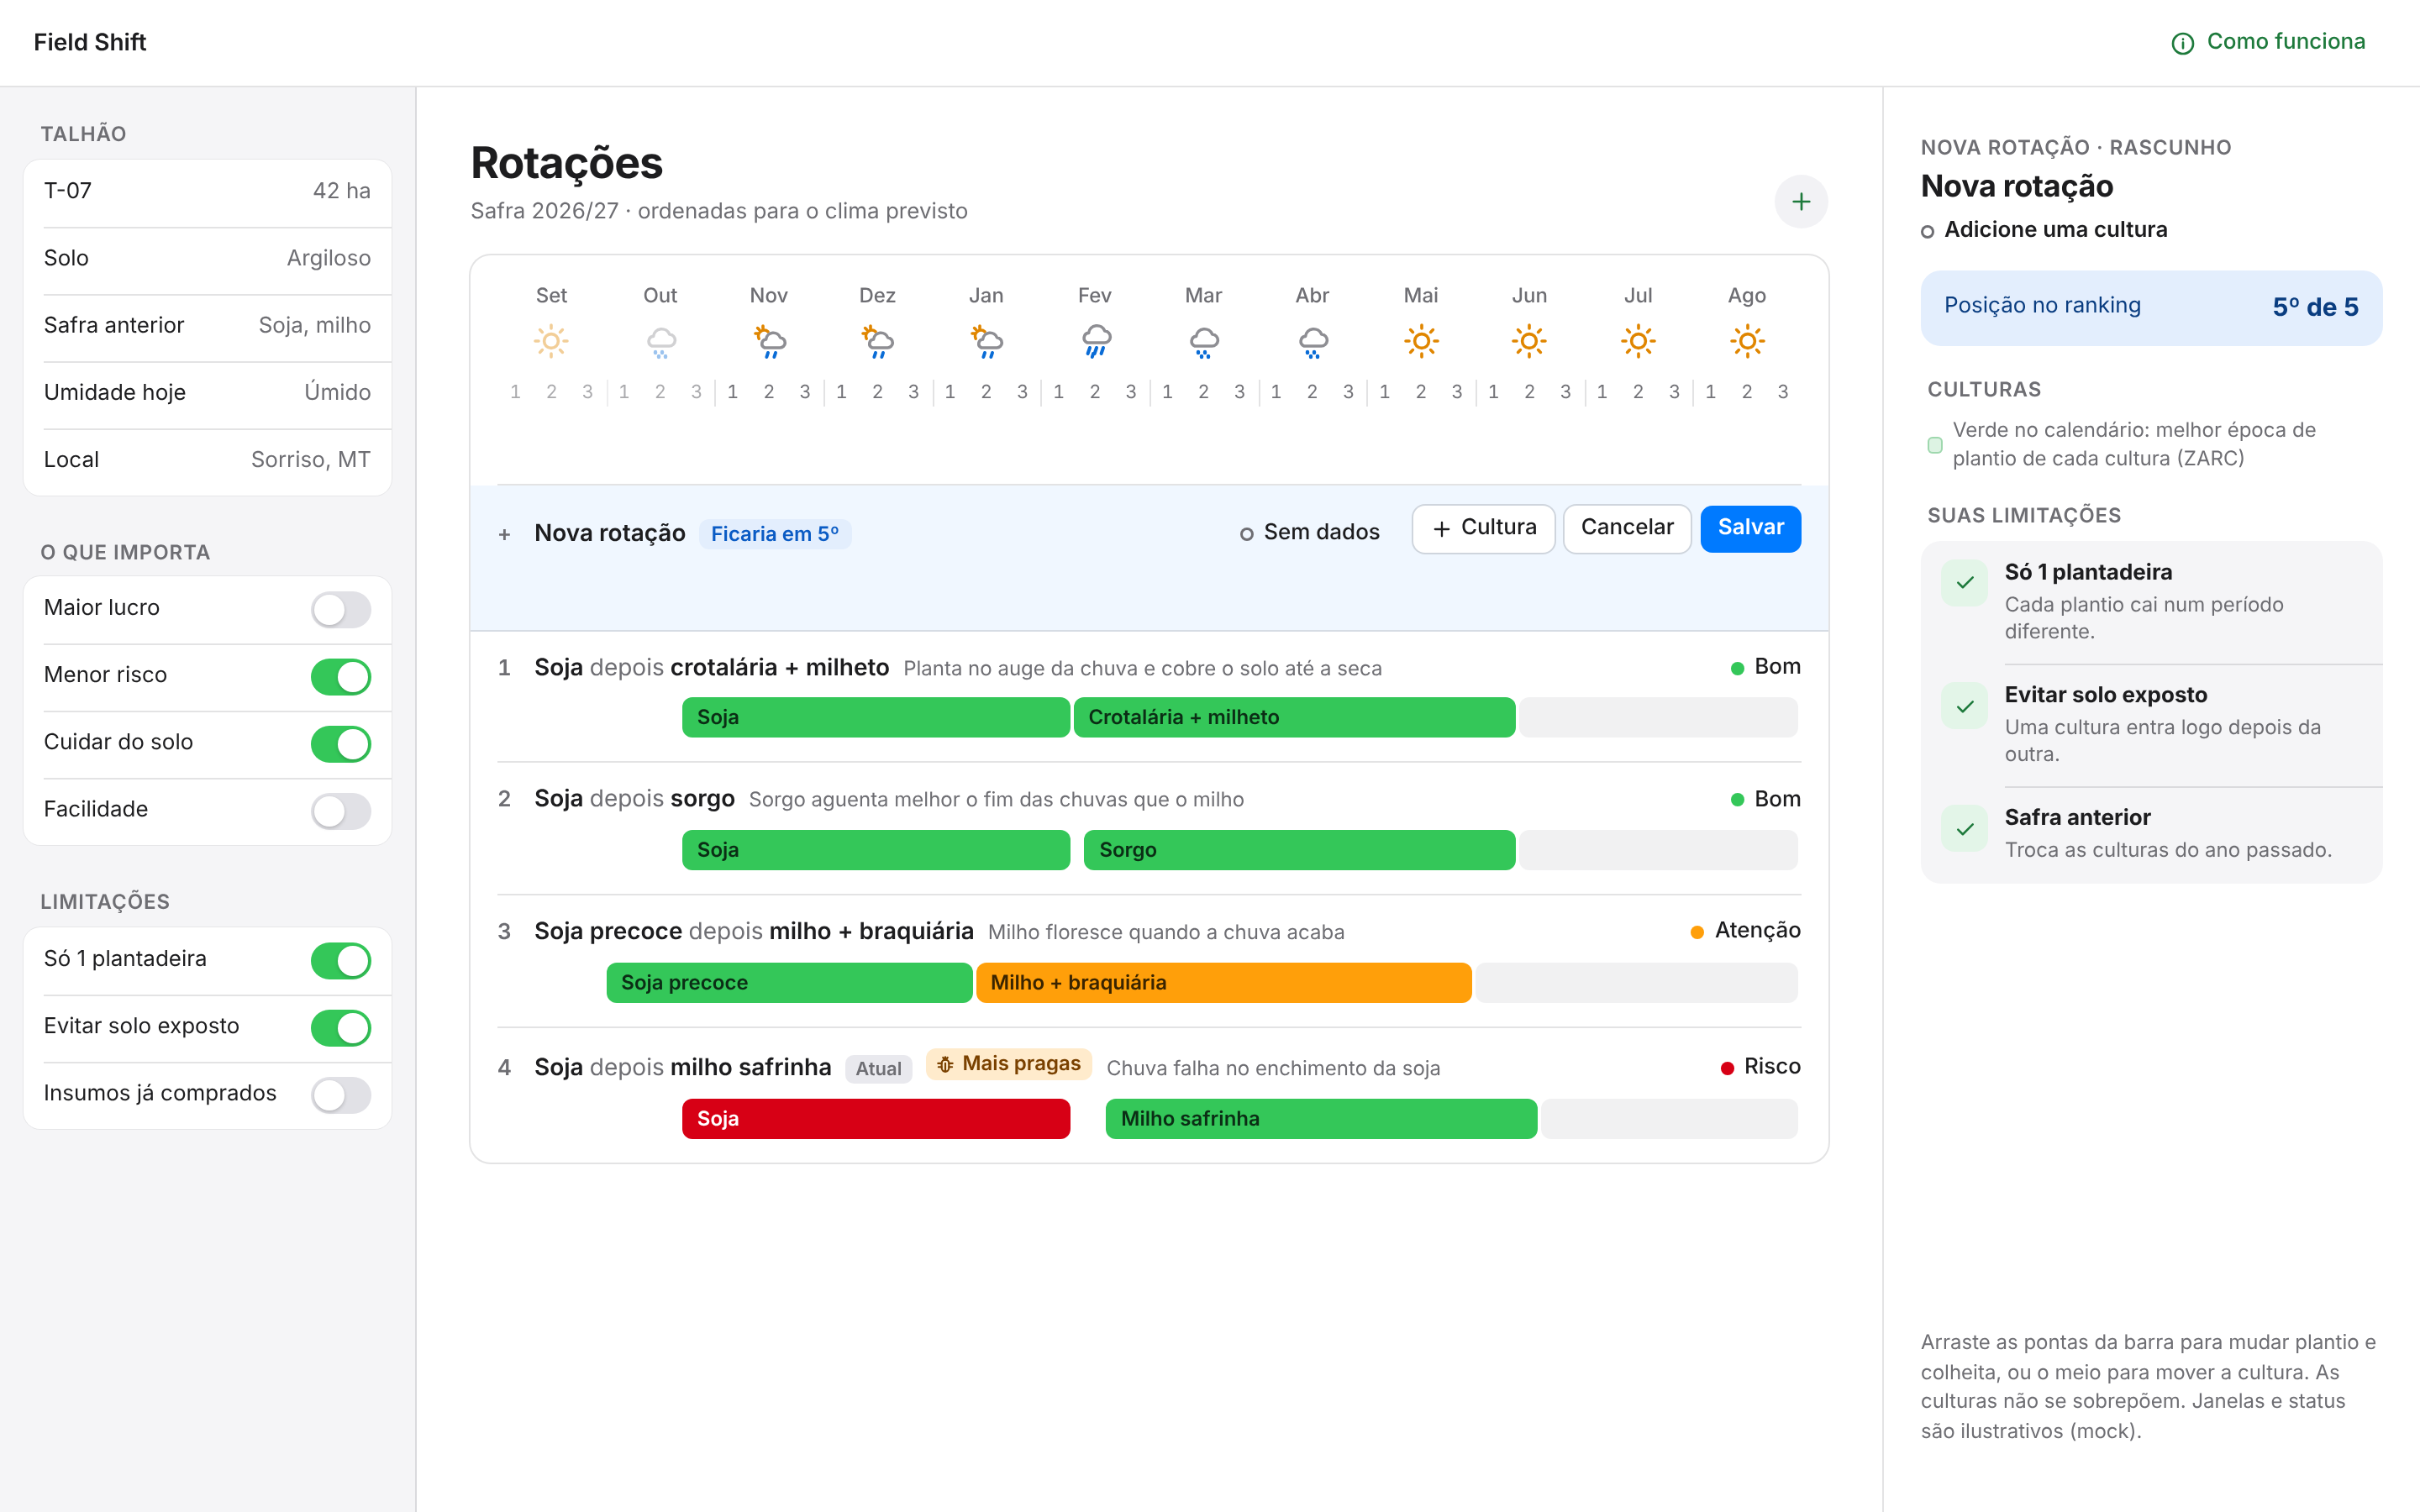 Field Shift
Como funciona
TALHÃO
T-07 42 ha
Solo Argiloso
Safra anterior Soja, milho
Umidade hoje Úmido
Local Sorriso, MT
O QUE IMPORTA
Maior lucro
Menor risco
Cuidar do solo
Facilidade
LIMITAÇÕES
Só 1 plantadeira
Evitar solo exposto
Insumos já comprados
Rotações
Safra 2026/27 · ordenadas para o clima previsto
+
Set Out Nov Dez Jan Fev Mar Abr Mai Jun Jul Ago
1 2 3 1 2 3 1 2 3 1 2 3 1 2 3 1 2 3 1 2 3 1 2 3 1 2 3 1 2 3 1 2 3 1 2 3
+ Nova rotação Ficaria em 5º Sem dados + Cultura Cancelar Salvar
1 Soja depois crotalária + milheto Planta no auge da chuva e cobre o solo até a seca Bom
Soja Crotalária + milheto
2 Soja depois sorgo Sorgo aguenta melhor o fim das chuvas que o milho Bom
Soja Sorgo
3 Soja precoce depois milho + braquiária Milho floresce quando a chuva acaba Atenção
Soja precoce Milho + braquiária
4 Soja depois milho safrinha Atual Mais pragas Chuva falha no enchimento da soja Risco
Soja Milho safrinha
NOVA ROTAÇÃO · RASCUNHO
Nova rotação
Adicione uma cultura
Posição no ranking 5º de 5
CULTURAS
Verde no calendário: melhor época de
plantio de cada cultura (ZARC)
SUAS LIMITAÇÕES
Só 1 plantadeira
Cada plantio cai num período
diferente.
Evitar solo exposto
Uma cultura entra logo depois da
outra.
Safra anterior
Troca as culturas do ano passado.
Arraste as pontas da barra para mudar plantio e
colheita, ou o meio para mover a cultura. As
culturas não se sobrepõem. Janelas e status
são ilustrativos (mock).